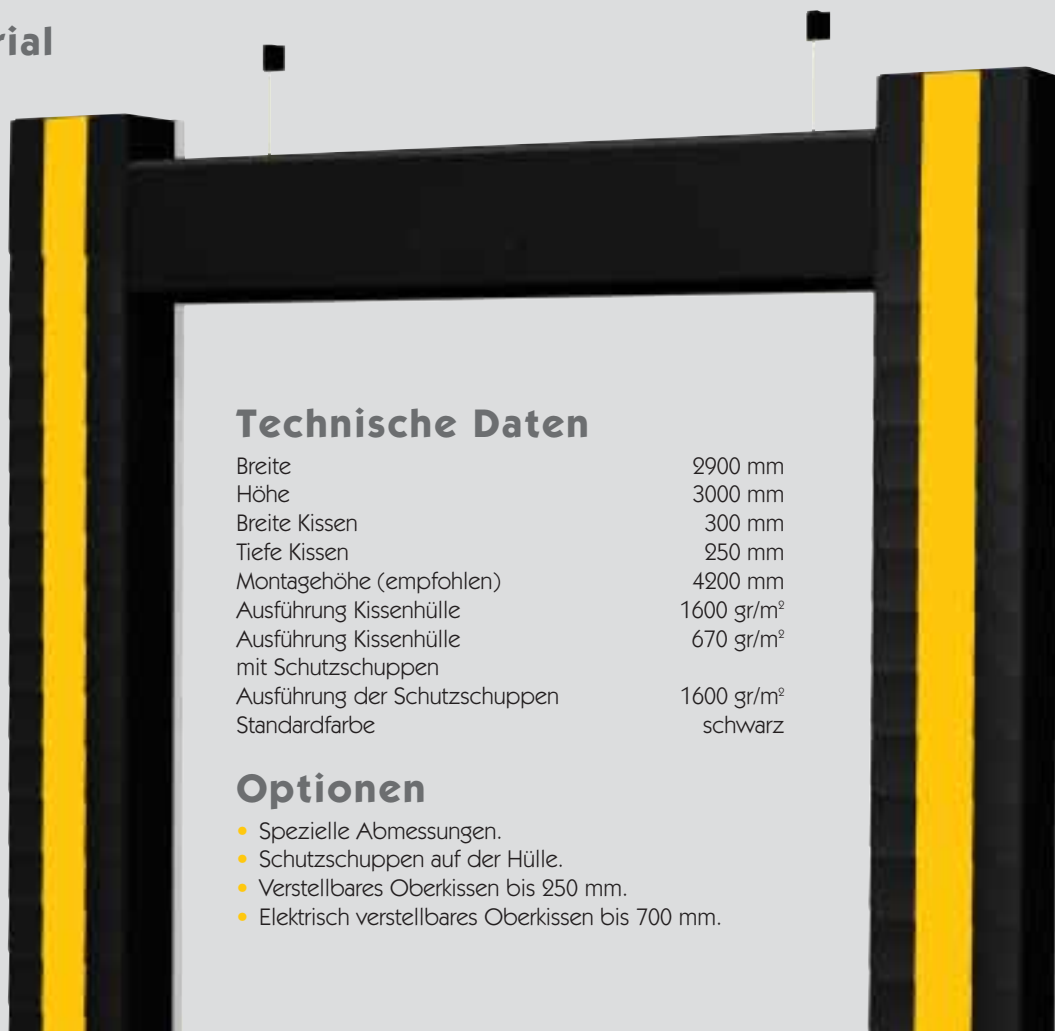 rial
Technische Daten
Breite 2900 mm
Höhe 3000 mm
Breite Kissen 300 mm
Tiefe Kissen 250 mm
Montagehöhe (empfohlen) 4200 mm
Ausführung Kissenhülle 1600 gr/m²
Ausführung Kissenhülle 670 gr/m²
mit Schutzschuppen
Ausführung der Schutzschuppen 1600 gr/m²
Standardfarbe schwarz
Optionen
• Spezielle Abmessungen.
• Schutzschuppen auf der Hülle.
• Verstellbares Oberkissen bis 250 mm.
• Elektrisch verstellbares Oberkissen bis 700 mm.